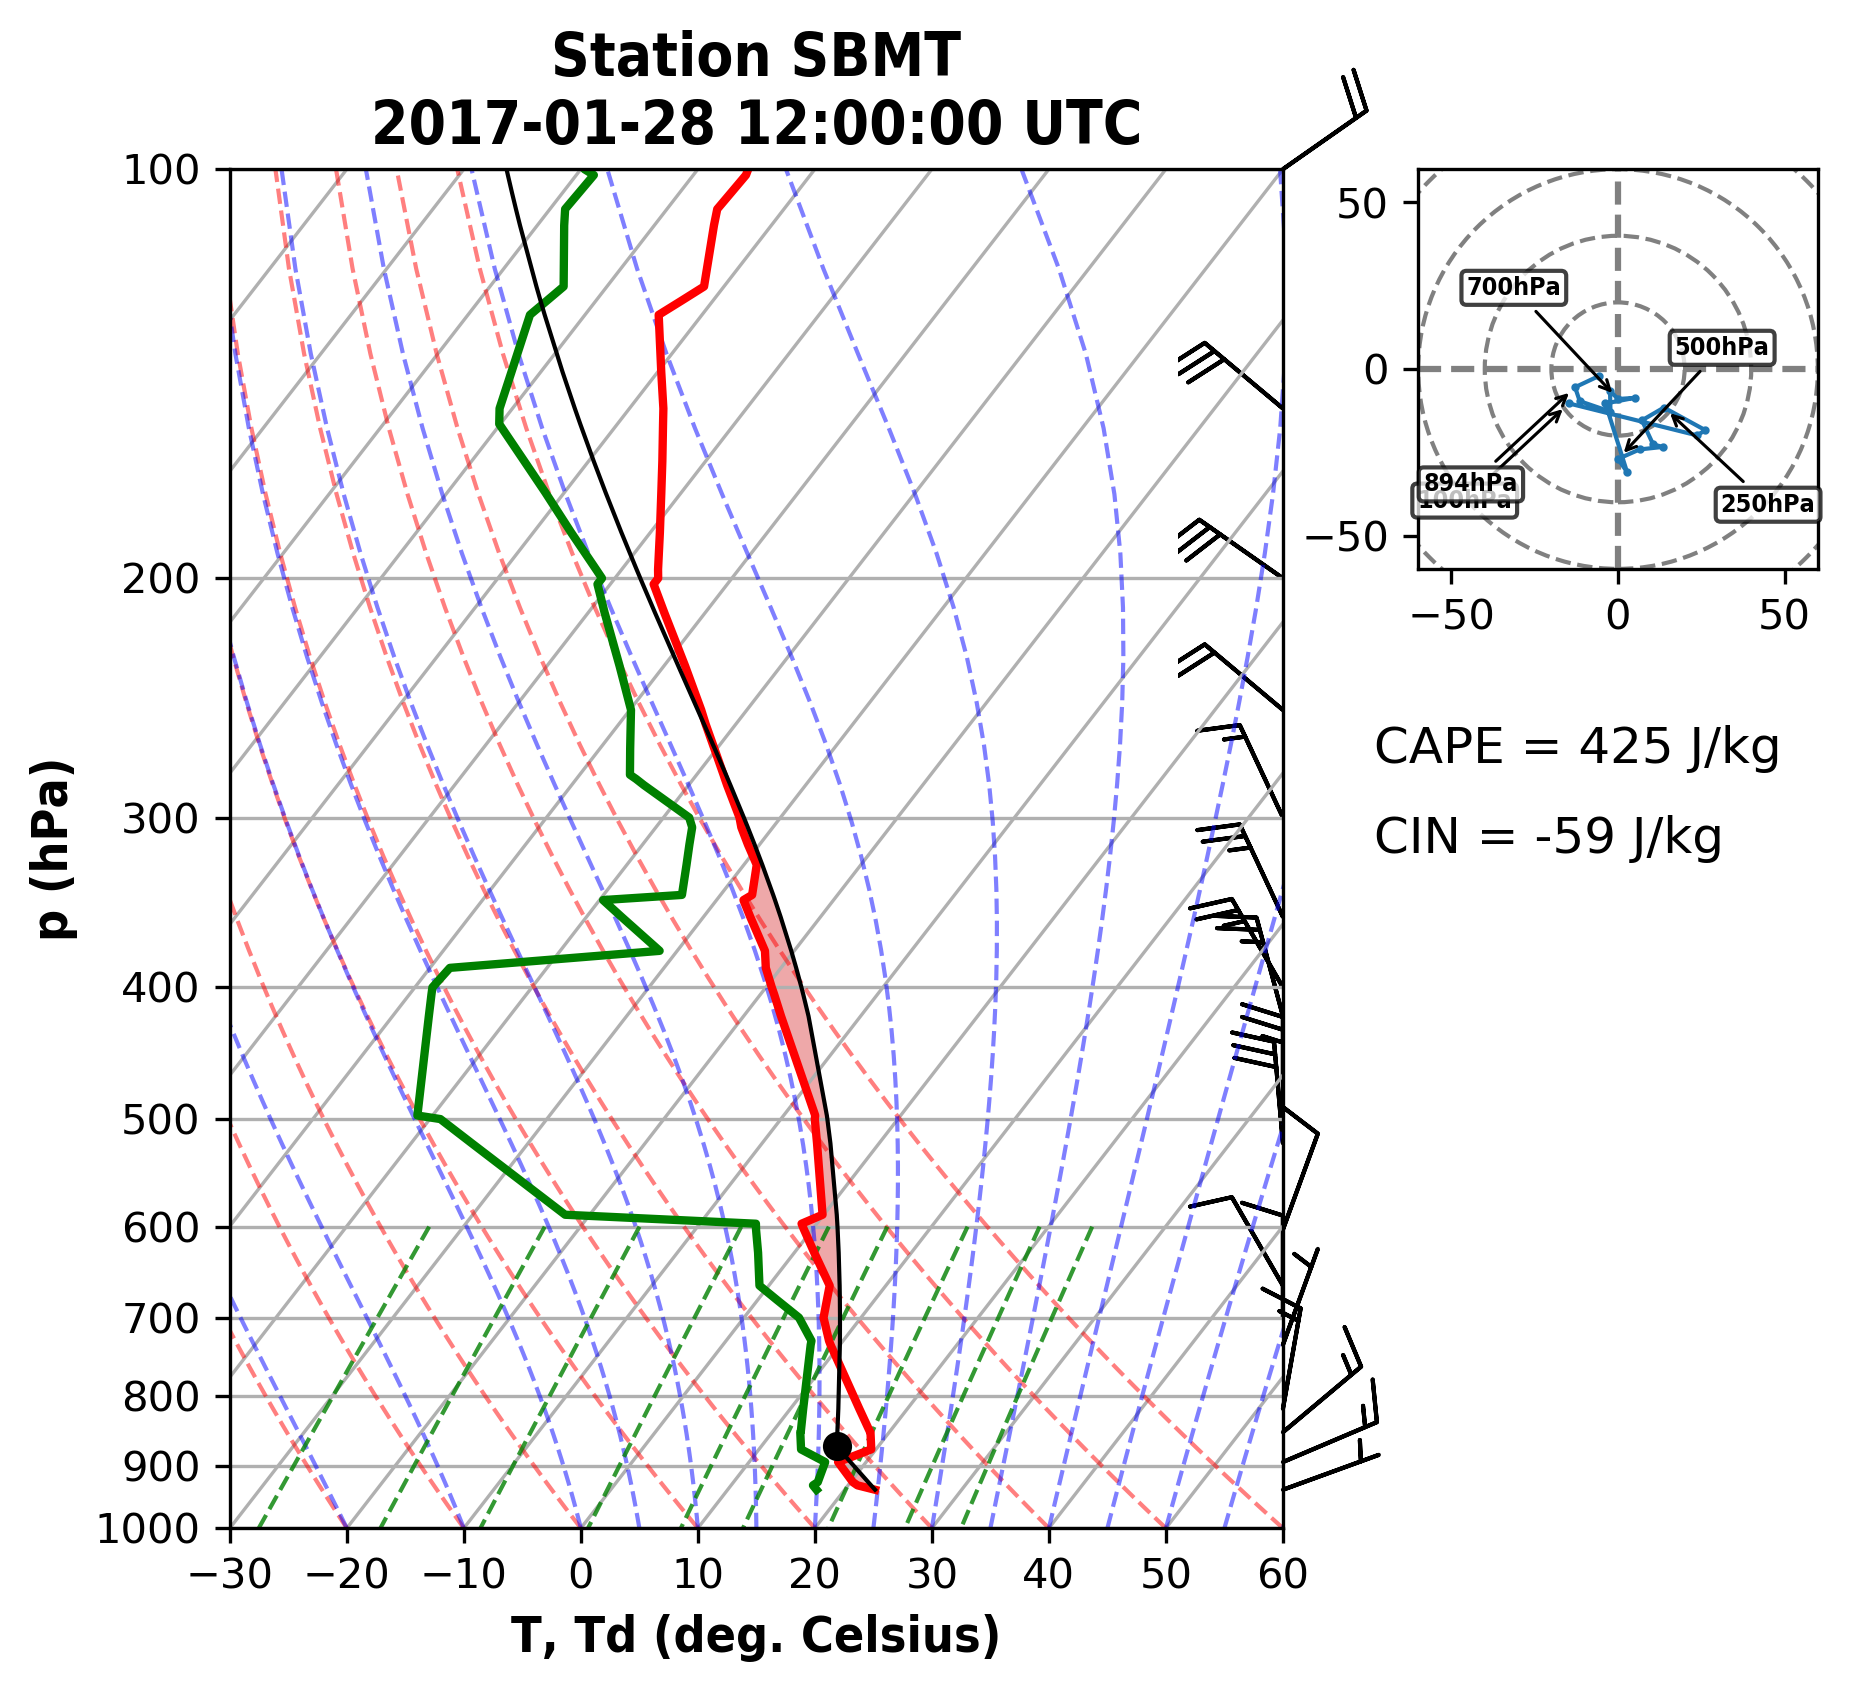 Station SBMT
2017-01-28 12:00:00 UTC
100
200
300
400
500
600
700
800
900
1000
p (hPa)
−30 −20 −10 0 10 20 30 40 50 60
T, Td (deg. Celsius)
50
0
−50
−50 0 50
700hPa
500hPa
894hPa
100hPa
250hPa
CAPE = 425 J/kg
CIN = -59 J/kg